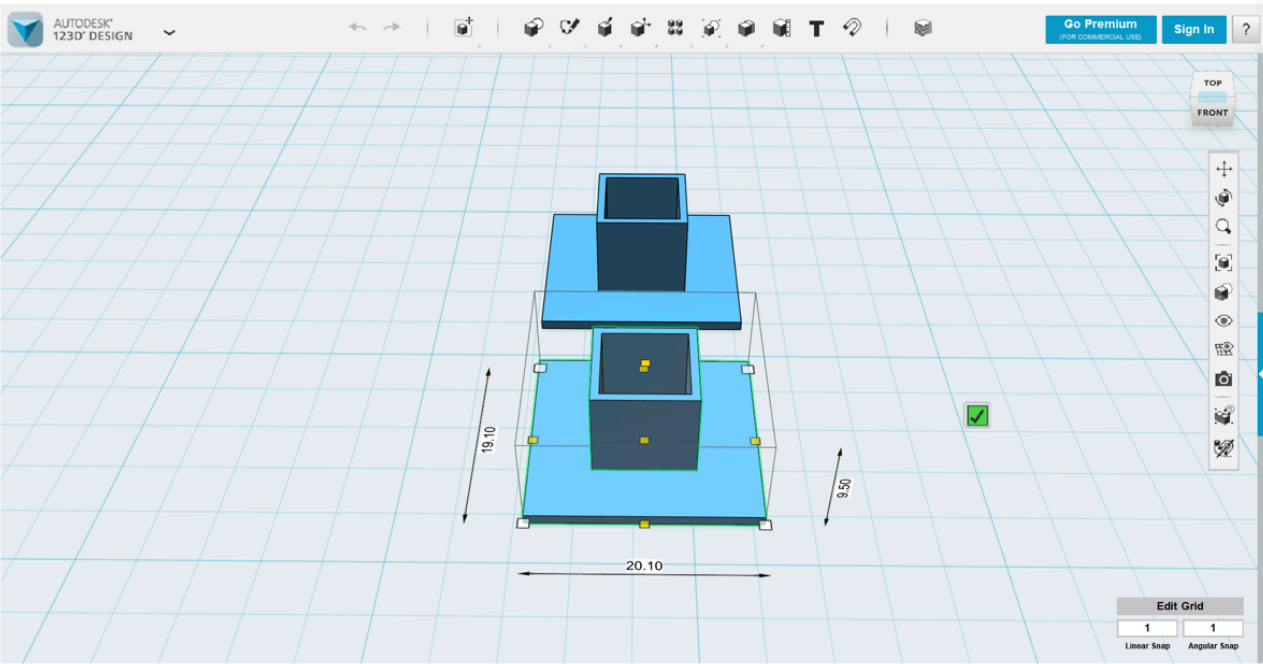 AUTODESK®
123D® DESIGN
T
Go Premium
(FOR COMMERCIAL USE)
Sign In
?
TOP
FRONT
19.10
9.50
20.10
Edit Grid
1 1
Linear Snap Angular Snap